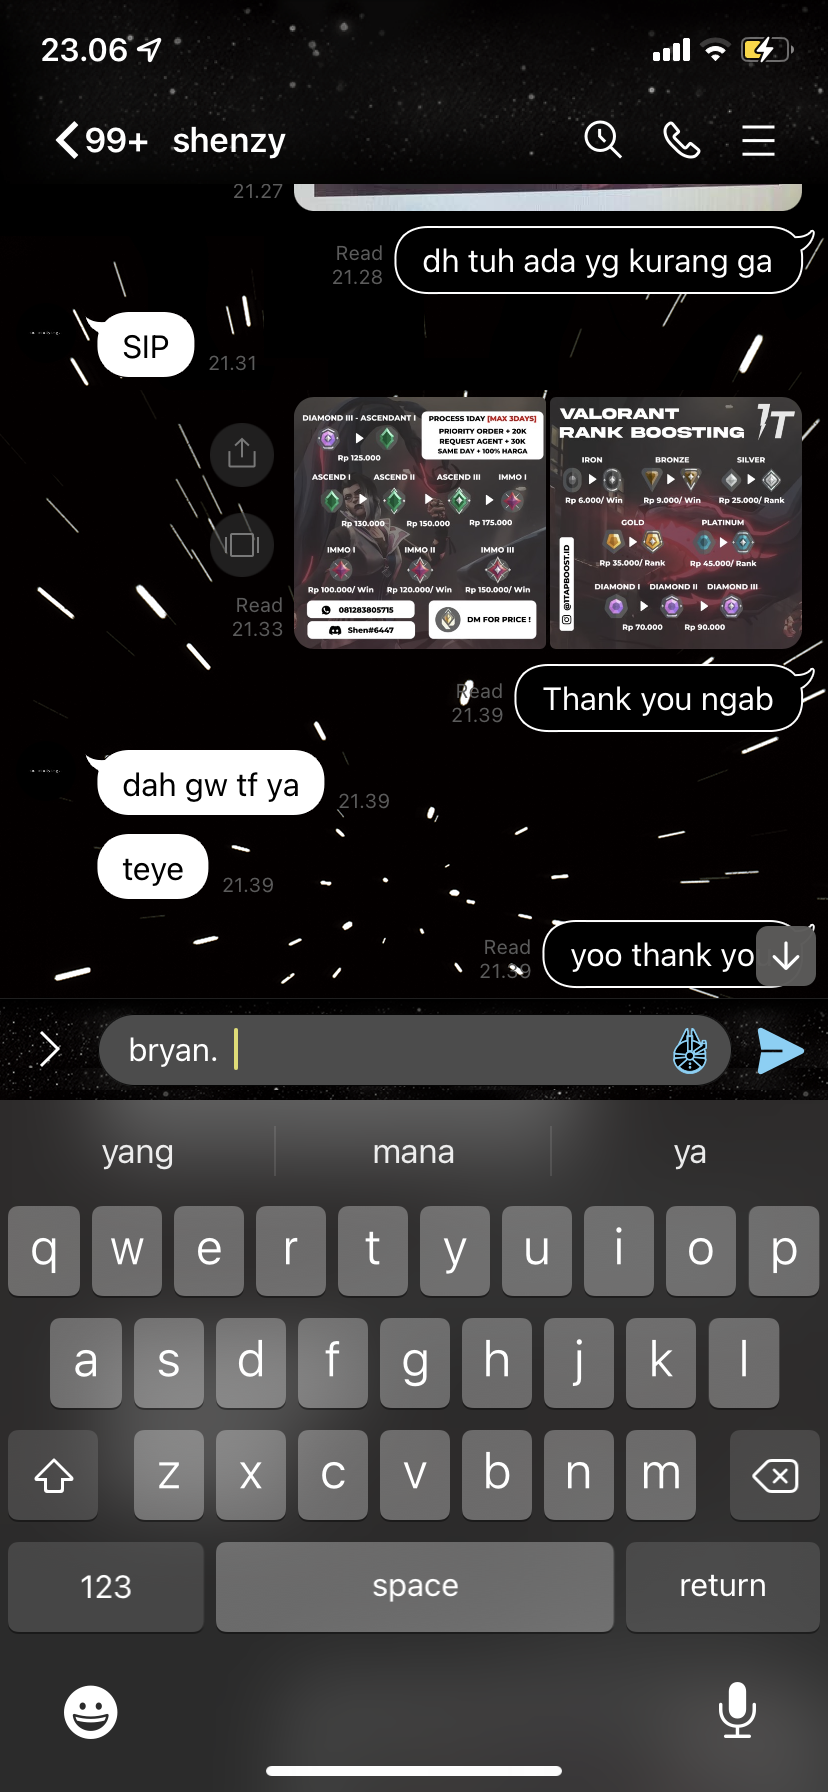 23.06
99+ shenzy
21.27
dh tuh ada yg kurang ga
Read
21.28
SIP
21.31
DIAMOND III - ASCENDANT I
Rp 125.000
PROCESS 1DAY [MAX 3DAYS]
PRIORITY ORDER + 20K
REQUEST AGENT + 30K
SAME DAY + 100% HARGA
ASCEND I ASCEND II ASCEND III IMMO I
Rp 130.000 Rp 150.000 Rp 175.000
IMMO I IMMO II IMMO III
Rp 100.000/ Win Rp 120.000/ Win Rp 150.000/ Win
081283805715
Shen#6447
DM FOR PRICE !
VALORANT
RANK BOOSTING
1T
IRON BRONZE SILVER
Rp 6.000/ Win Rp 9.000/ Win Rp 25.000/ Rank
GOLD PLATINUM
Rp 35.000/ Rank Rp 45.000/ Rank
DIAMOND I DIAMOND II DIAMOND III
Rp 70.000 Rp 90.000
@ITAPBOOST.ID
Read
21.33
Thank you ngab
Read
21.39
dah gw tf ya
21.39
teye
21.39
yoo thank yo
Read
21.39
bryan.
yang mana ya
q w e r t y u i o p
a s d f g h j k l
z x c v b n m
123 space return